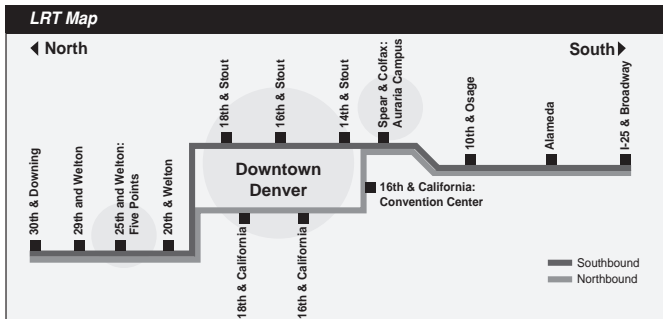 LRT Map
North
South
30th & Downing
29th and Welton
25th and Welton:
Five Points
20th & Welton
18th & Stout
16th & Stout
14th & Stout
Spear & Colfax:
Auraria Campus
10th & Osage
Alameda
I-25 & Broadway
Downtown
Denver
16th & California:
Convention Center
18th & California
16th & California
Southbound
Northbound